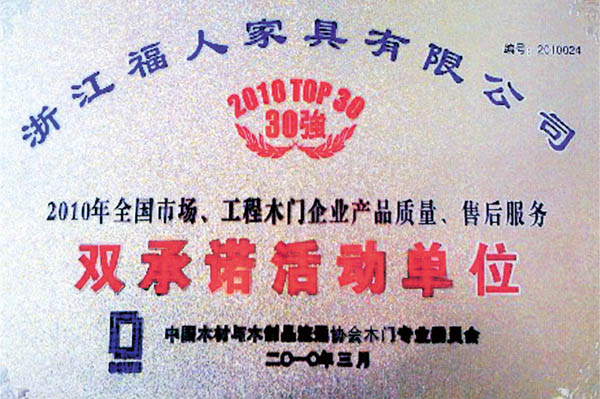 浙江福人家具有限公司
编号:2010024
2010 TOP 30
30強
2010年全国市场、工程木门企业产品质量、售后服务
双承诺活动单位
中国木材与木制品流通协会木门专业委员会
二〇一〇年三月